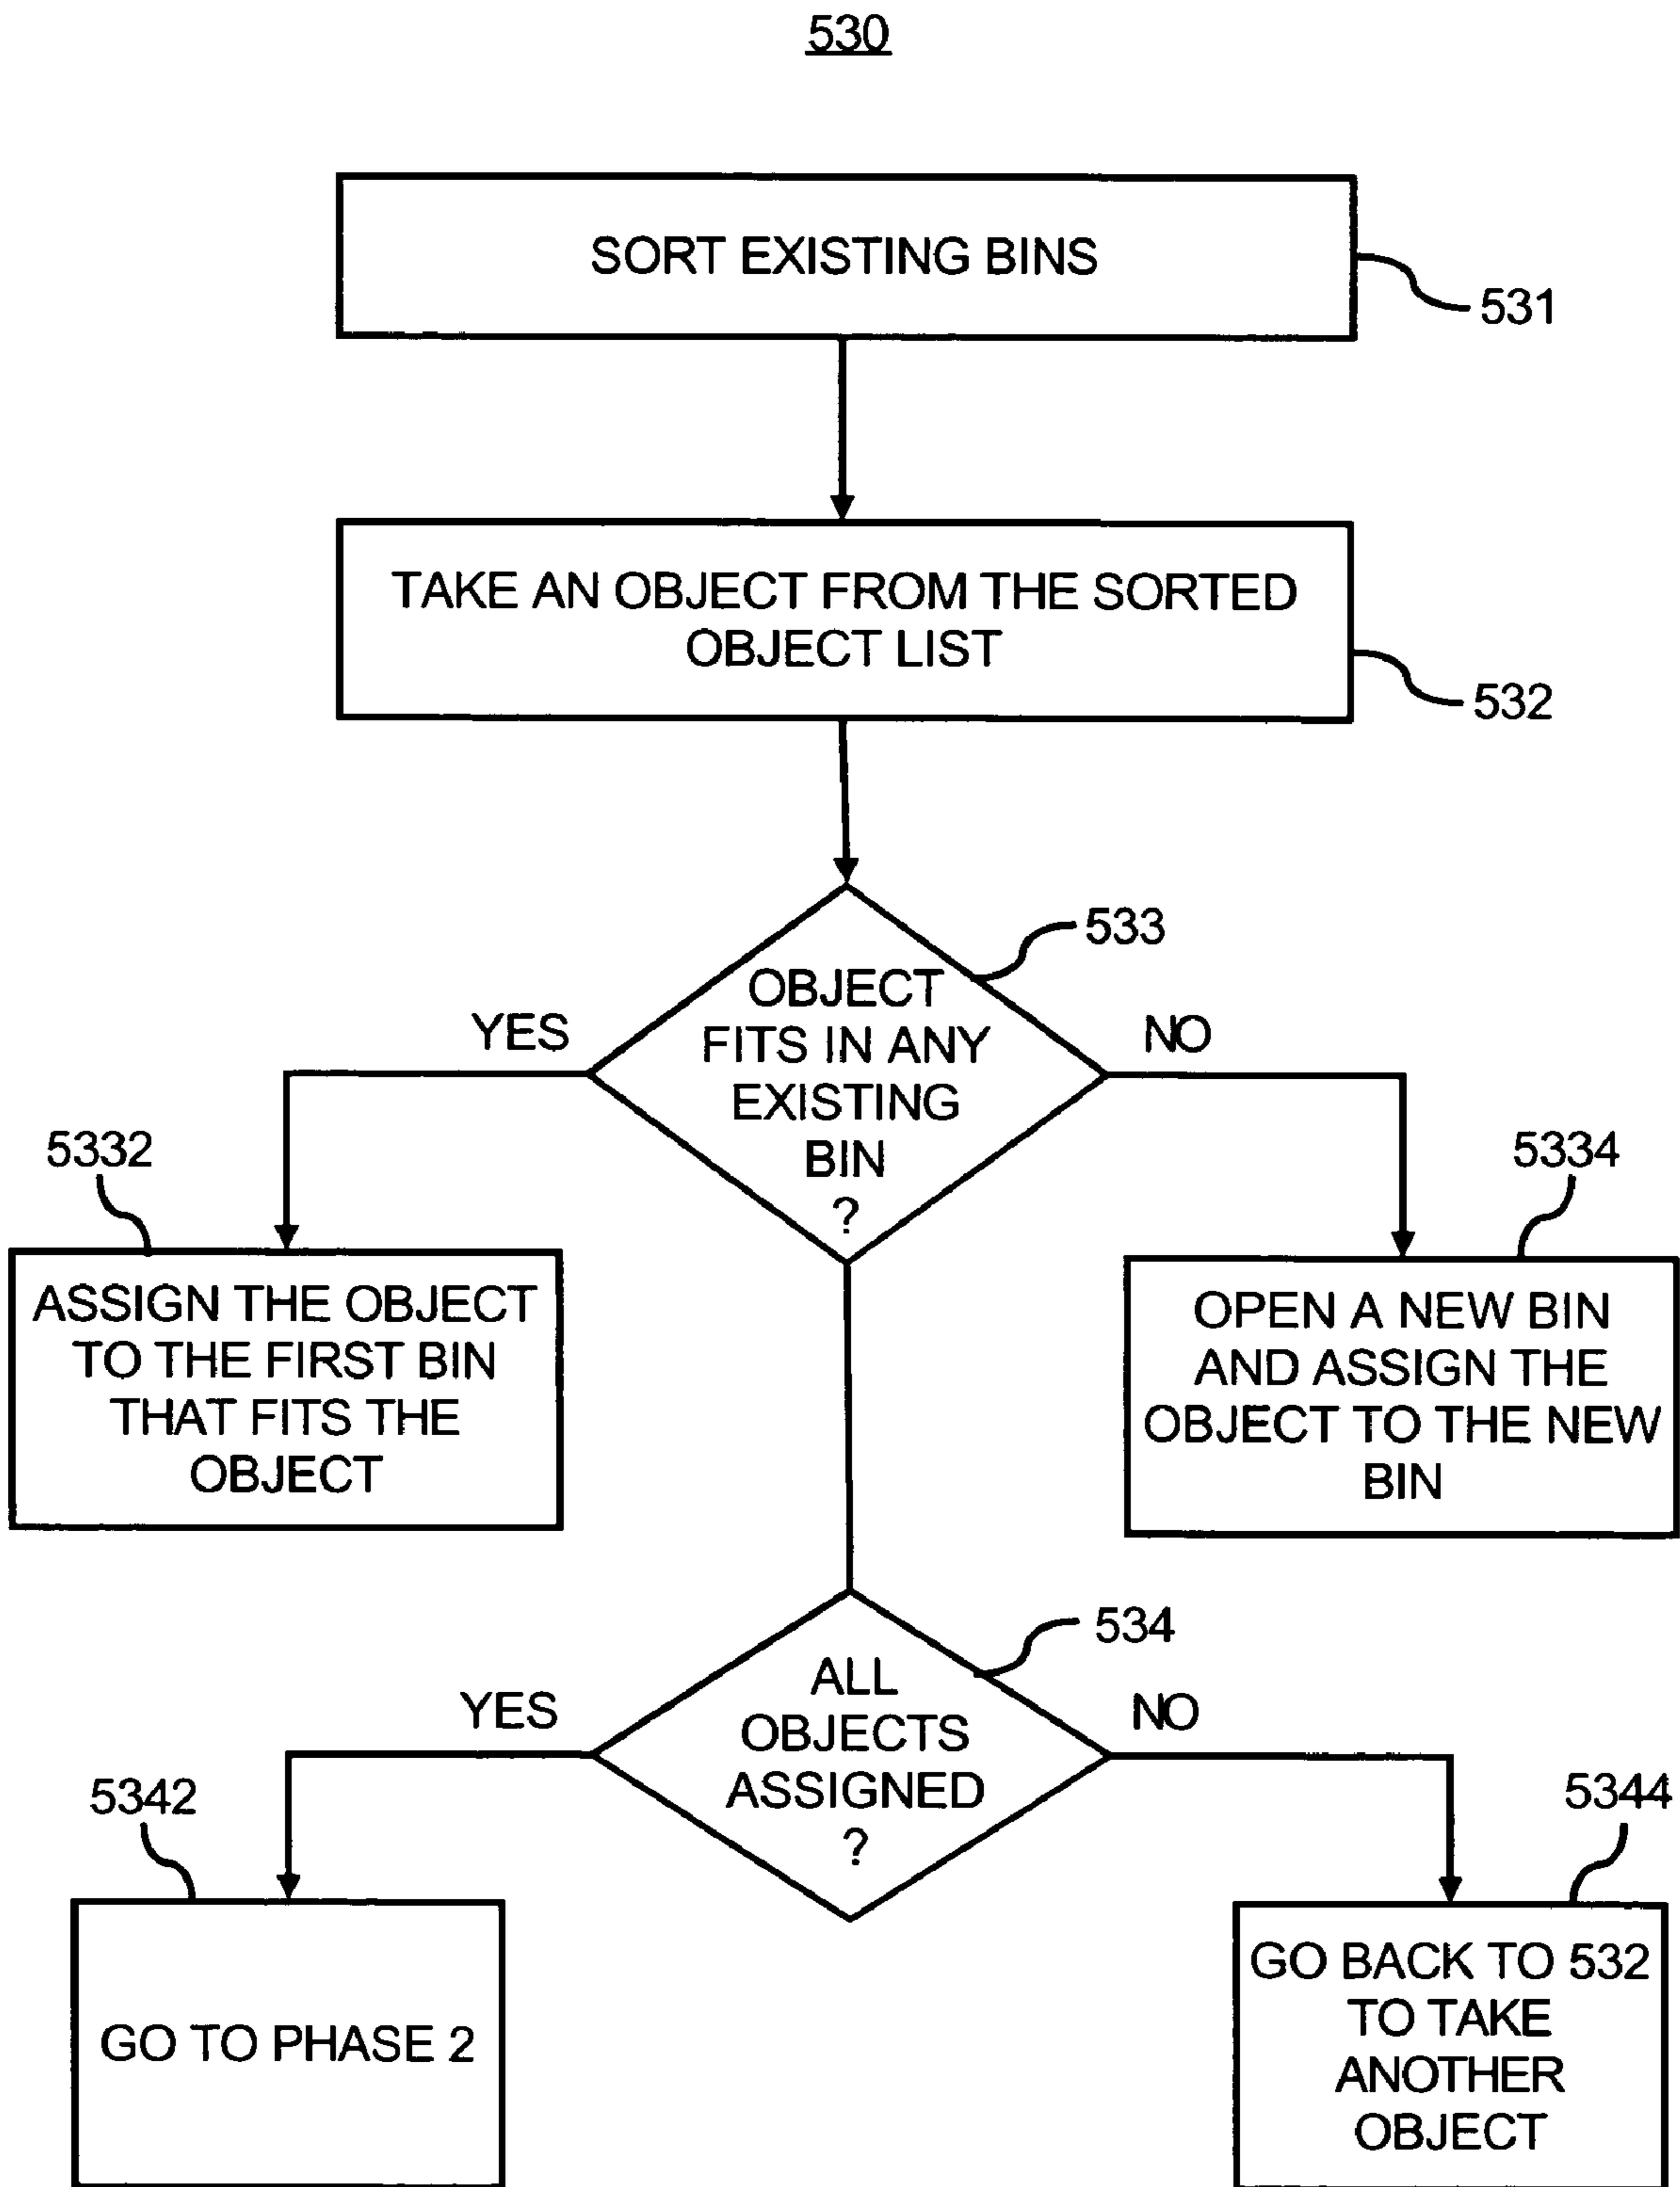 530
SORT EXISTING BINS
531
TAKE AN OBJECT FROM THE SORTED
OBJECT LIST
532
533
OBJECT
FITS IN ANY
EXISTING
BIN
?
YES
NO
5332
5334
ASSIGN THE OBJECT
TO THE FIRST BIN
THAT FITS THE
OBJECT
OPEN A NEW BIN
AND ASSIGN THE
OBJECT TO THE NEW
BIN
534
ALL
OBJECTS
ASSIGNED
?
YES
NO
5342
5344
GO TO PHASE 2
GO BACK TO 532
TO TAKE
ANOTHER
OBJECT